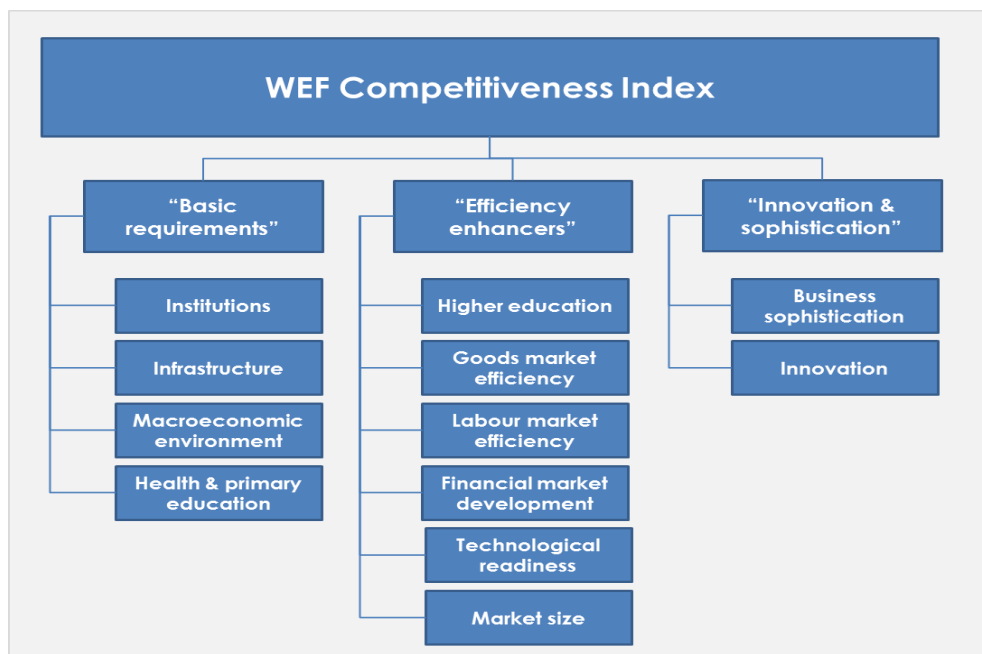 WEF Competitiveness Index
“Basic
requirements”
Institutions
Infrastructure
Macroeconomic
environment
Health & primary
education
“Efficiency
enhancers”
Higher education
Goods market
efficiency
Labour market
efficiency
Financial market
development
Technological
readiness
Market size
“Innovation &
sophistication”
Business
sophistication
Innovation